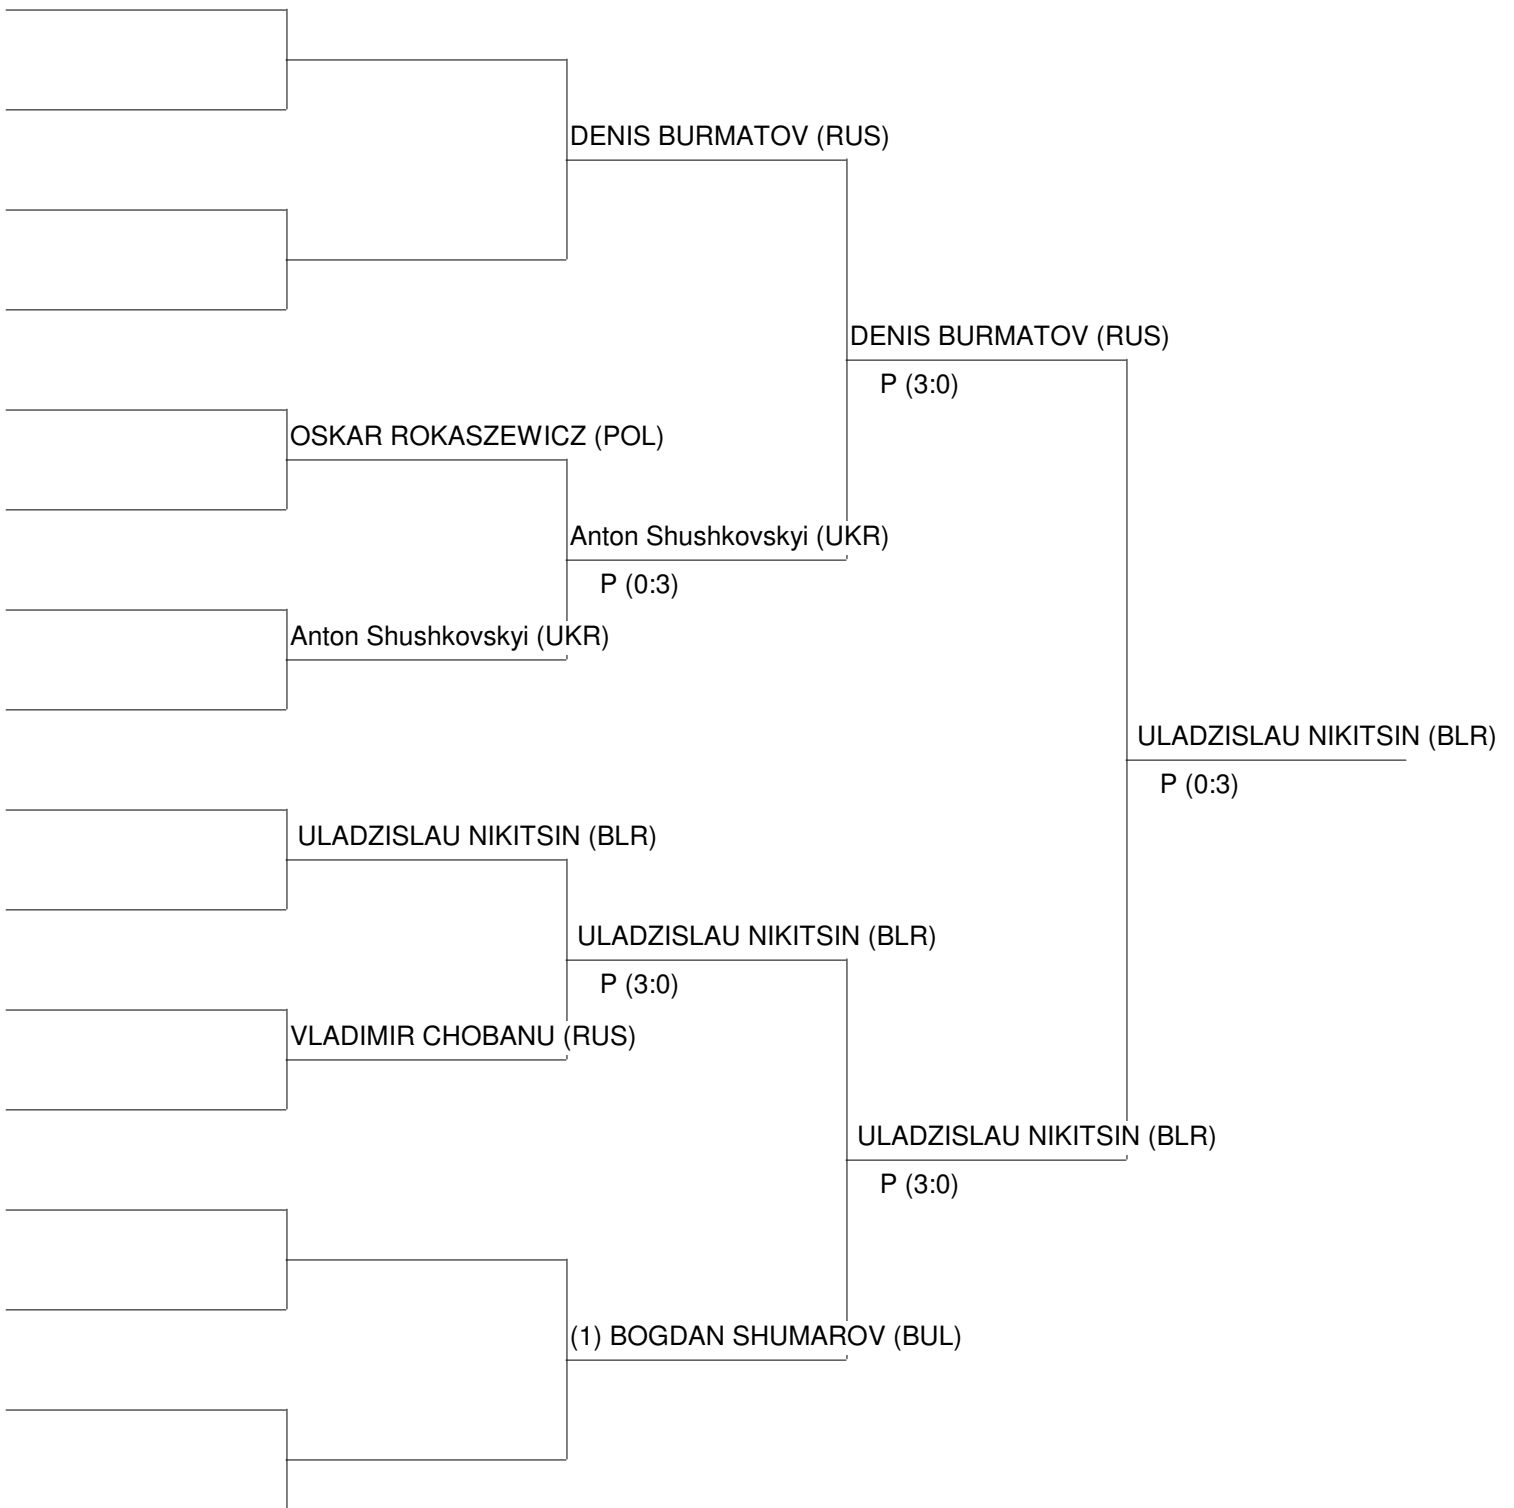 DENIS BURMATOV (RUS)
DENIS BURMATOV (RUS)
P (3:0)
OSKAR ROKASZEWICZ (POL)
Anton Shushkovskyi (UKR)
P (0:3)
Anton Shushkovskyi (UKR)
ULADZISLAU NIKITSIN (BLR)
P (0:3)
ULADZISLAU NIKITSIN (BLR)
ULADZISLAU NIKITSIN (BLR)
P (3:0)
VLADIMIR CHOBANU (RUS)
ULADZISLAU NIKITSIN (BLR)
P (3:0)
(1) BOGDAN SHUMAROV (BUL)